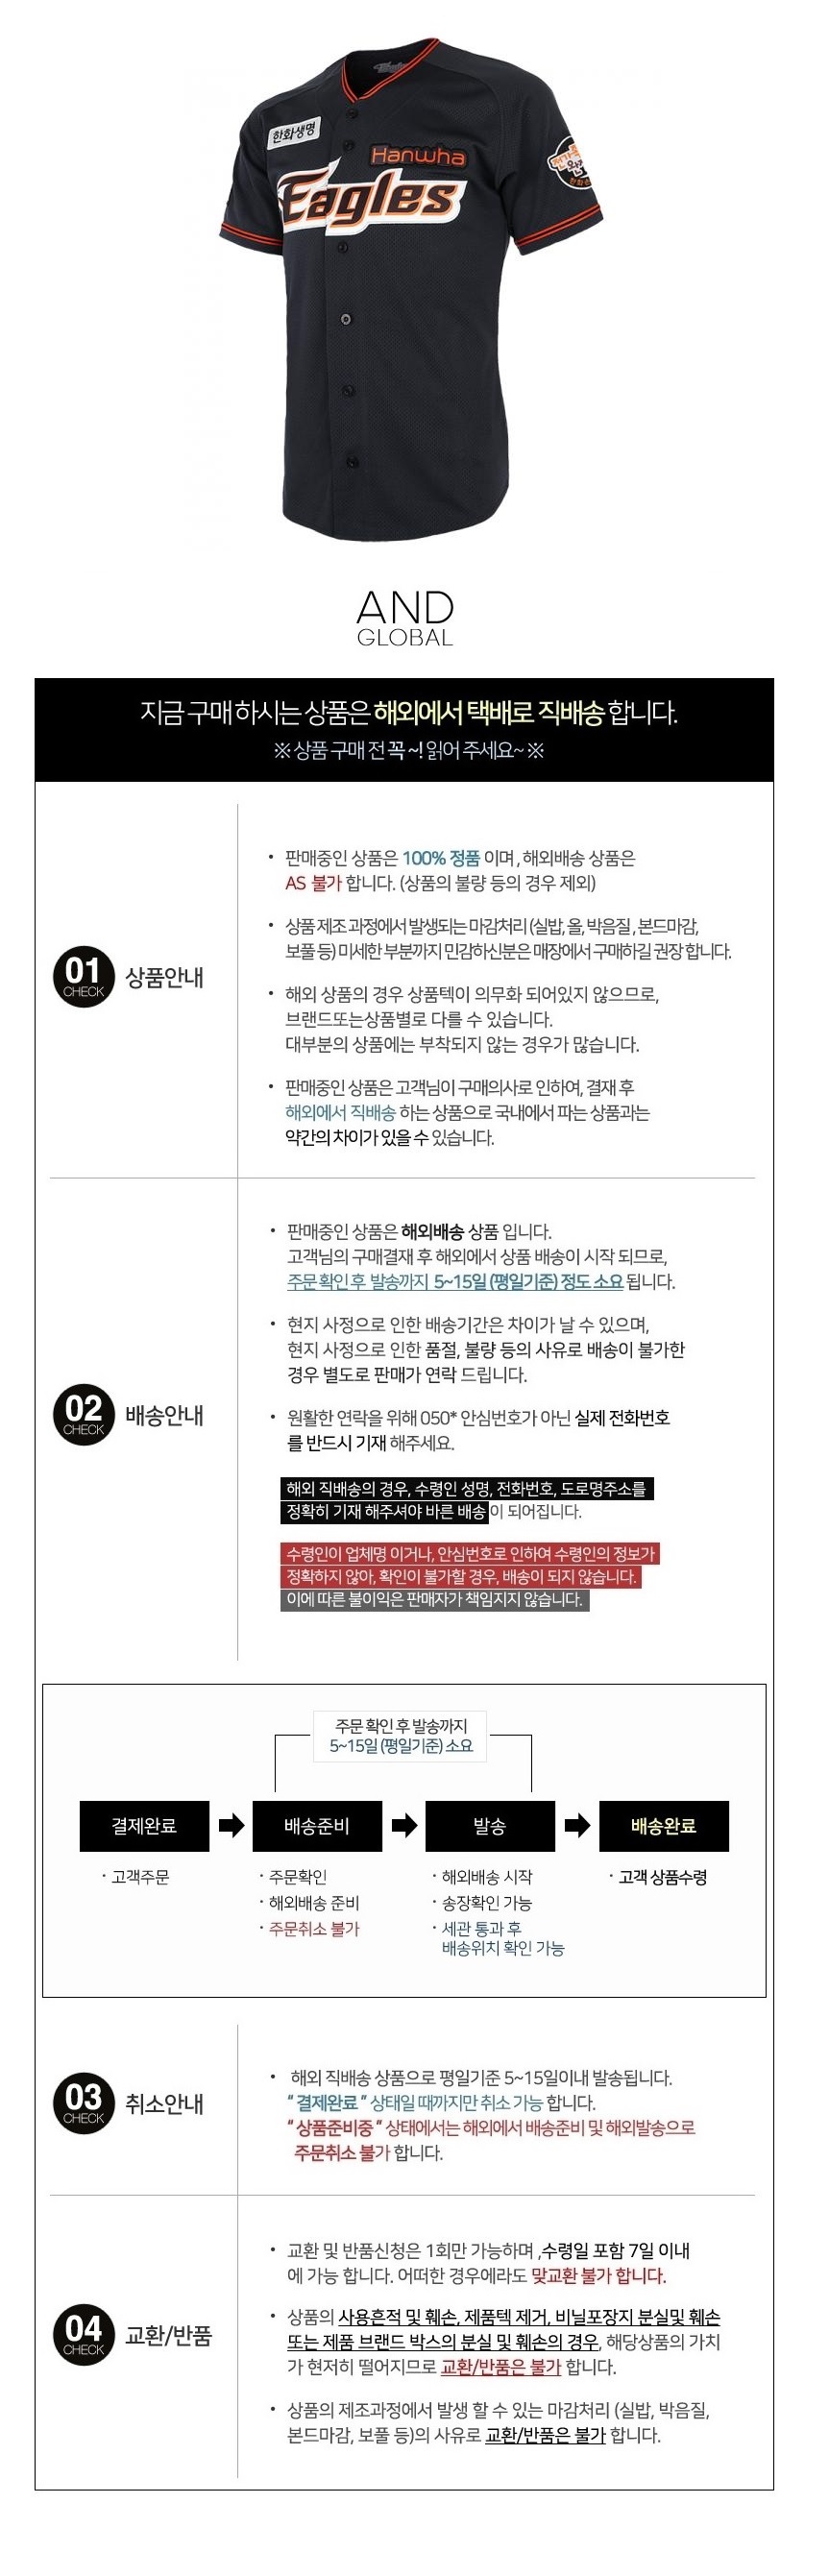 Eagles
한화생명
Hanwha
Eagles
AND
GLOBAL
지금 구매 하시는 상품은 해외에서 택배로 직배송 합니다.
※ 상품 구매 전 꼭 ~! 읽어 주세요~ ※
01
CHECK
상품안내
• 판매중인 상품은 100% 정품 이며 , 해외배송 상품은
AS 불가 합니다. (상품의 불량 등의 경우 제외)
• 상품 제조 과정에서 발생되는 마감처리 (실밥, 올, 박음질 , 본드마감,
보풀 등) 미세한 부분까지 민감하신분은 매장에서 구매하길 권장 합니다.
• 해외 상품의 경우 상품텍이 의무화 되어있지 않으므로,
브랜드또는상품별로 다를 수 있습니다.
대부분의 상품에는 부착되지 않는 경우가 많습니다.
• 판매중인 상품은 고객님이 구매의사로 인하여, 결재 후
해외에서 직배송 하는 상품으로 국내에서 파는 상품과는
약간의 차이가 있을 수 있습니다.
02
CHECK
배송안내
• 판매중인 상품은 해외배송 상품 입니다.
고객님의 구매결재 후 해외에서 상품 배송이 시작 되므로,
주문 확인 후 발송까지 5~15일 (평일기준) 정도 소요 됩니다.
• 현지 사정으로 인한 배송기간은 차이가 날 수 있으며,
현지 사정으로 인한 품절, 불량 등의 사유로 배송이 불가한
경우 별도로 판매가 연락 드립니다.
• 원활한 연락을 위해 050* 안심번호가 아닌 실제 전화번호
를 반드시 기재 해주세요.
해외 직배송의 경우, 수령인 성명, 전화번호, 도로명주소를
정확히 기재 해주셔야 바른 배송이 되어집니다.
수령인이 업체명 이거나, 안심번호로 인하여 수령인의 정보가
정확하지 않아, 확인이 불가할 경우, 배송이 되지 않습니다.
이에 따른 불이익은 판매자가 책임지지 않습니다.
주문 확인 후 발송까지
5~15일 (평일기준) 소요
결제완료
배송준비
발송
배송완료
· 고객주문
· 주문확인
· 해외배송 준비
· 주문취소 불가
· 해외배송 시작
· 송장확인 가능
· 세관 통과 후
배송위치 확인 가능
· 고객 상품수령
03
CHECK
취소안내
• 해외 직배송 상품으로 평일기준 5~15일이내 발송됩니다.
“ 결제완료 ” 상태일 때까지만 취소 가능 합니다.
“ 상품준비중 ” 상태에서는 해외에서 배송준비 및 해외발송으로
주문취소 불가 합니다.
04
CHECK
교환/반품
• 교환 및 반품신청은 1회만 가능하며 ,수령일 포함 7일 이내
에 가능 합니다. 어떠한 경우에라도 맞교환 불가 합니다.
• 상품의 사용흔적 및 훼손, 제품텍 제거, 비닐포장지 분실및 훼손
또는 제품 브랜드 박스의 분실 및 훼손의 경우, 해당상품의 가치
가 현저히 떨어지므로 교환/반품은 불가 합니다.
• 상품의 제조과정에서 발생 할 수 있는 마감처리 (실밥, 박음질,
본드마감, 보풀 등)의 사유로 교환/반품은 불가 합니다.